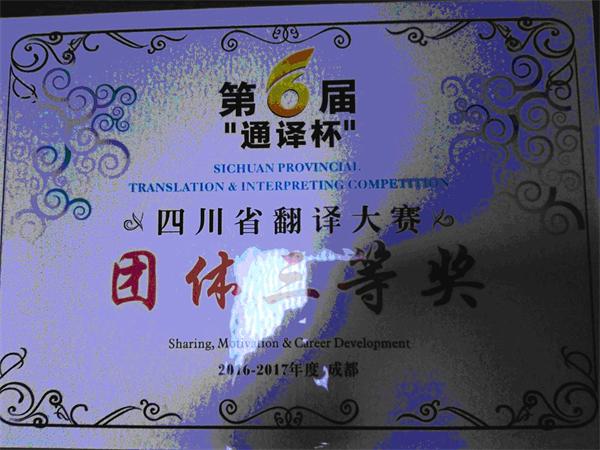 第6届
"通译杯"
SICHUAN PROVINCIAL
TRANSLATION & INTERPRETING COMPETITION
四川省翻译大赛
团体三等奖
Sharing, Motivation & Career Development
2016-2017年度 成都